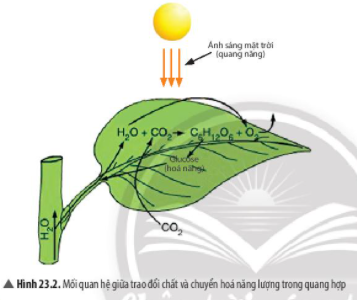 Ánh sáng mặt trời
(quang năng)
H₂O + CO₂ → C₆H₁₂O₆ + O₂
Glucose
(hoá năng)
H₂O
CO₂
▲ Hình 23.2. Mối quan hệ giữa trao đổi chất và chuyển hoá năng lượng trong quang hợp